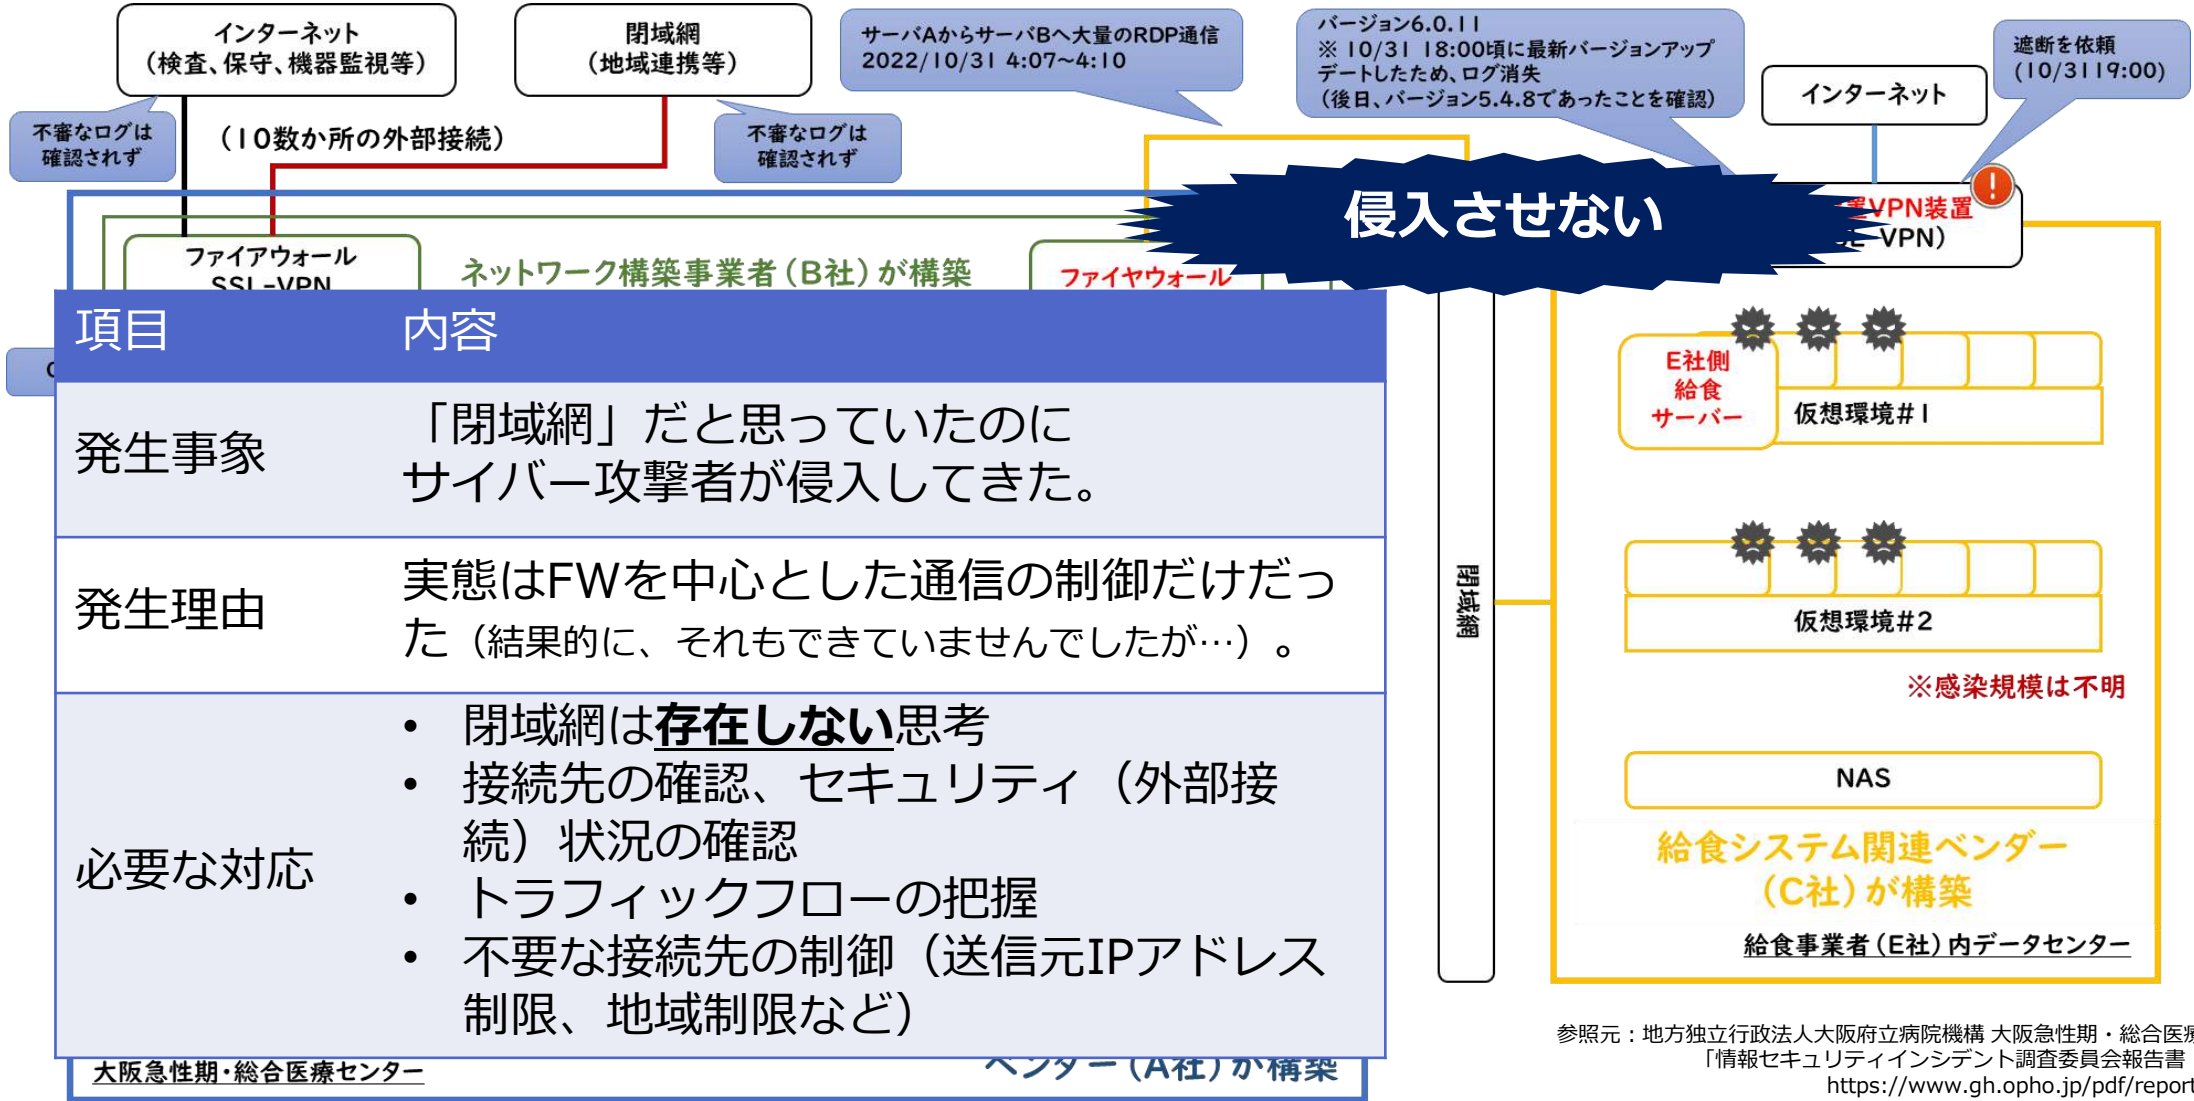 インターネット
(検査、保守、機器監視等)
閉域網
(地域連携等)
サーバAからサーバBへ大量のRDP通信
2022/10/31 4:07~4:10
バージョン6.0.11
※10/31 18:00頃に最新バージョンアップ
デートしたため、ログ消失
(後日、バージョン5.4.8であったことを確認)
インターネット
遮断を依頼
(10/3119:00)
不審なログは
確認されず
(10数か所の外部接続)
不審なログは
確認されず
侵入させない
置VPN装置
VPN)
ファイアウォール
SSL-VPN
ネットワーク構築事業者(B社)が構築
ファイヤウォール
項目
内容
発生事象
「閉域網」だと思っていたのに
サイバー攻撃者が侵入してきた。
発生理由
実態はFWを中心とした通信の制御だけだっ
た(結果的に、それもできていませんでしたが…)。
必要な対応
• 閉域網は存在しない思考
• 接続先の確認、セキュリティ(外部接
続)状況の確認
• トラフィックフローの把握
• 不要な接続先の制御(送信元IPアドレス
制限、地域制限など)
大阪急性期・総合医療センター
ベンダー(A社)が構築
閉域網
E社側
給食
サーバー
仮想環境#1
仮想環境#2
※感染規模は不明
NAS
給食システム関連ベンダー
(C社)が構築
給食事業者(E社)内データセンター
参照元:地方独立行政法人大阪府立病院機構 大阪急性期・総合医療
「情報セキュリティインシデント調査委員会報告書
https://www.gh.opho.jp/pdf/report